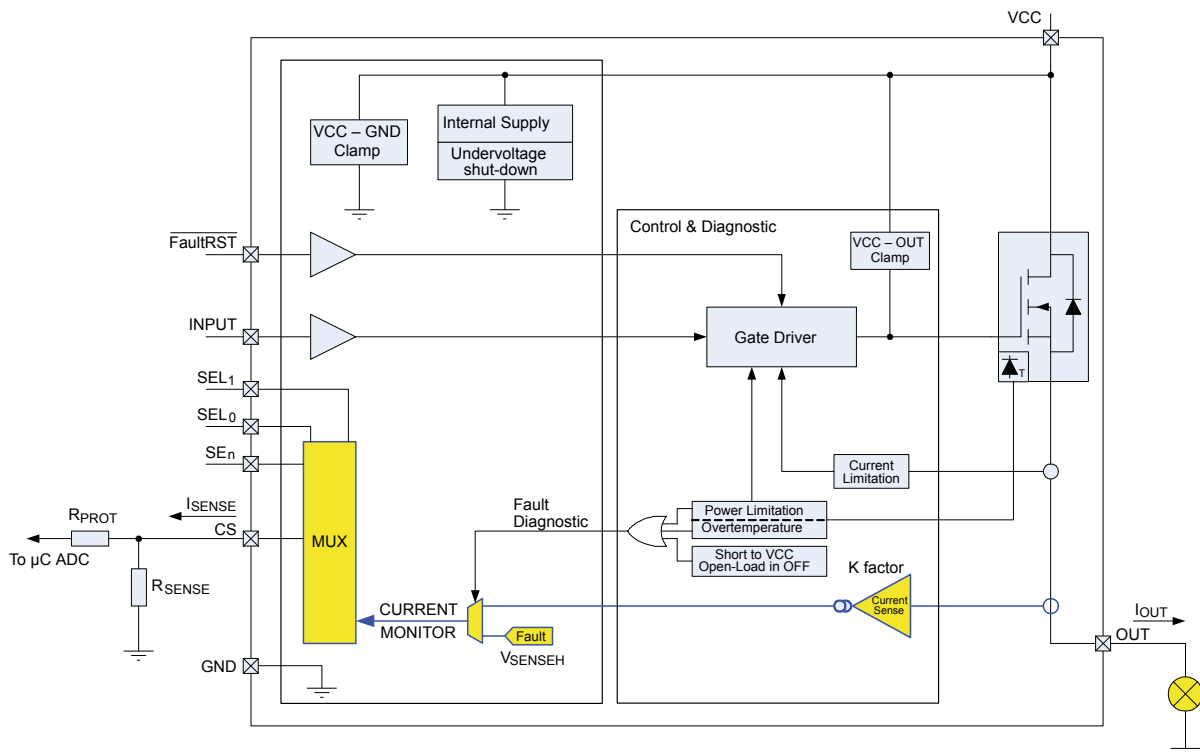 VCC
VCC – GND
Clamp
Internal Supply
Undervoltage
shut-down
Control & Diagnostic
FaultRST
VCC – OUT
Clamp
INPUT
Gate Driver
SEL1
T
SEL0
SEn
Current
Limitation
ISENSE
Fault
Diagnostic
Power Limitation
Overtemperature
RPROT
CS
MUX
To µC ADC
Short to VCC
Open-Load in OFF
K factor
RSENSE
Current
Sense
CURRENT
MONITOR
Fault
VSENSEH
IOUT
OUT
GND